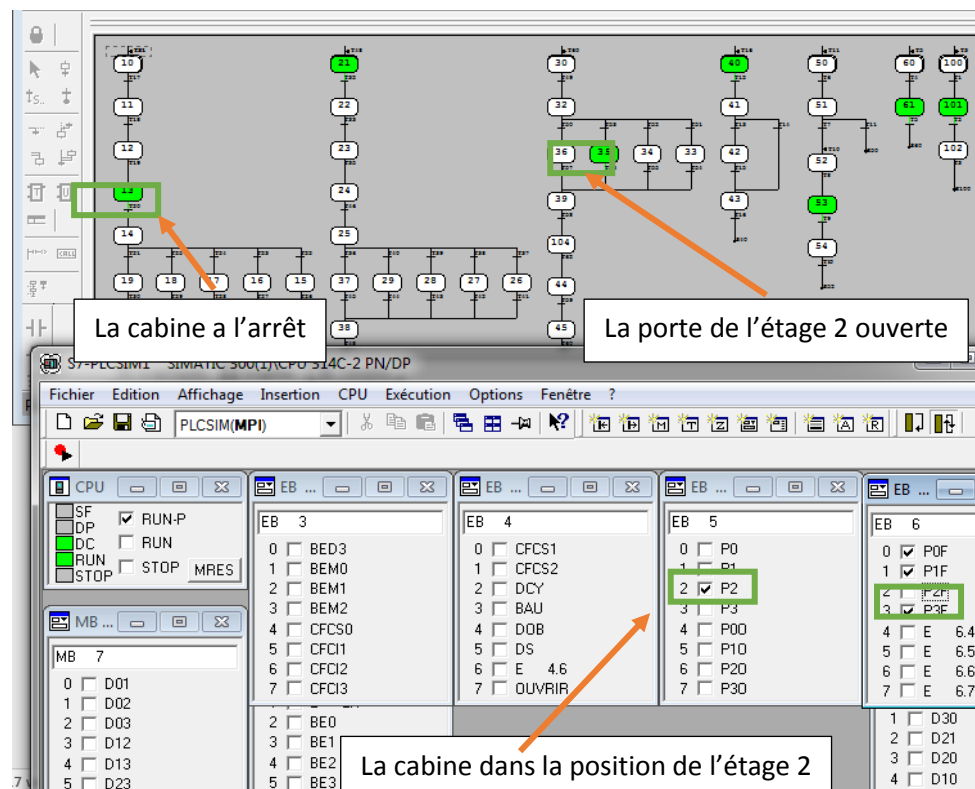 10 21 30 40 50 60 100
11 22 32 41 51 61 101
12 23 36 35 34 33 42 52 102
13 24 39 43 53
14 25 104 54
19 18 17 16 15 37 29 28 27 26 44
38 45
La cabine a l’arrêt
La porte de l’étage 2 ouverte
S7-PLCSIM1 SIMATIC 300(1)\CPU 314C-2 PN/DP
Fichier Edition Affichage Insertion CPU Exécution Options Fenêtre ?
PLCSIM(MPI)
CPU
SF
DP
DC
RUN
STOP
RUN-P
RUN
STOP MRES
EB ...
EB 3
0 BED3
1 BEM0
2 BEM1
3 BEM2
4 CFCS0
5 CFCI1
6 CFCI2
7 CFCI3
EB ...
EB 4
0 CFCS1
1 CFCS2
2 DCY
3 BAU
4 DOB
5 DS
6 E 4.6
7 OUVRIR
EB ...
EB 5
0 P0
1 P1
2 P2
3 P3
4 P00
5 P10
6 P20
7 P30
EB ...
EB 6
0 P0F
1 P1F
2 P2F
3 P3F
4 E 6.4
5 E 6.5
6 E 6.6
7 E 6.7
MB ...
MB 7
0 D01
1 D02
2 D03
3 D12
4 D13
5 D23
2 BE0
3 BE1
4 BE2
5 BE3
La cabine dans la position de l’étage 2
1 D30
2 D21
3 D20
4 D10